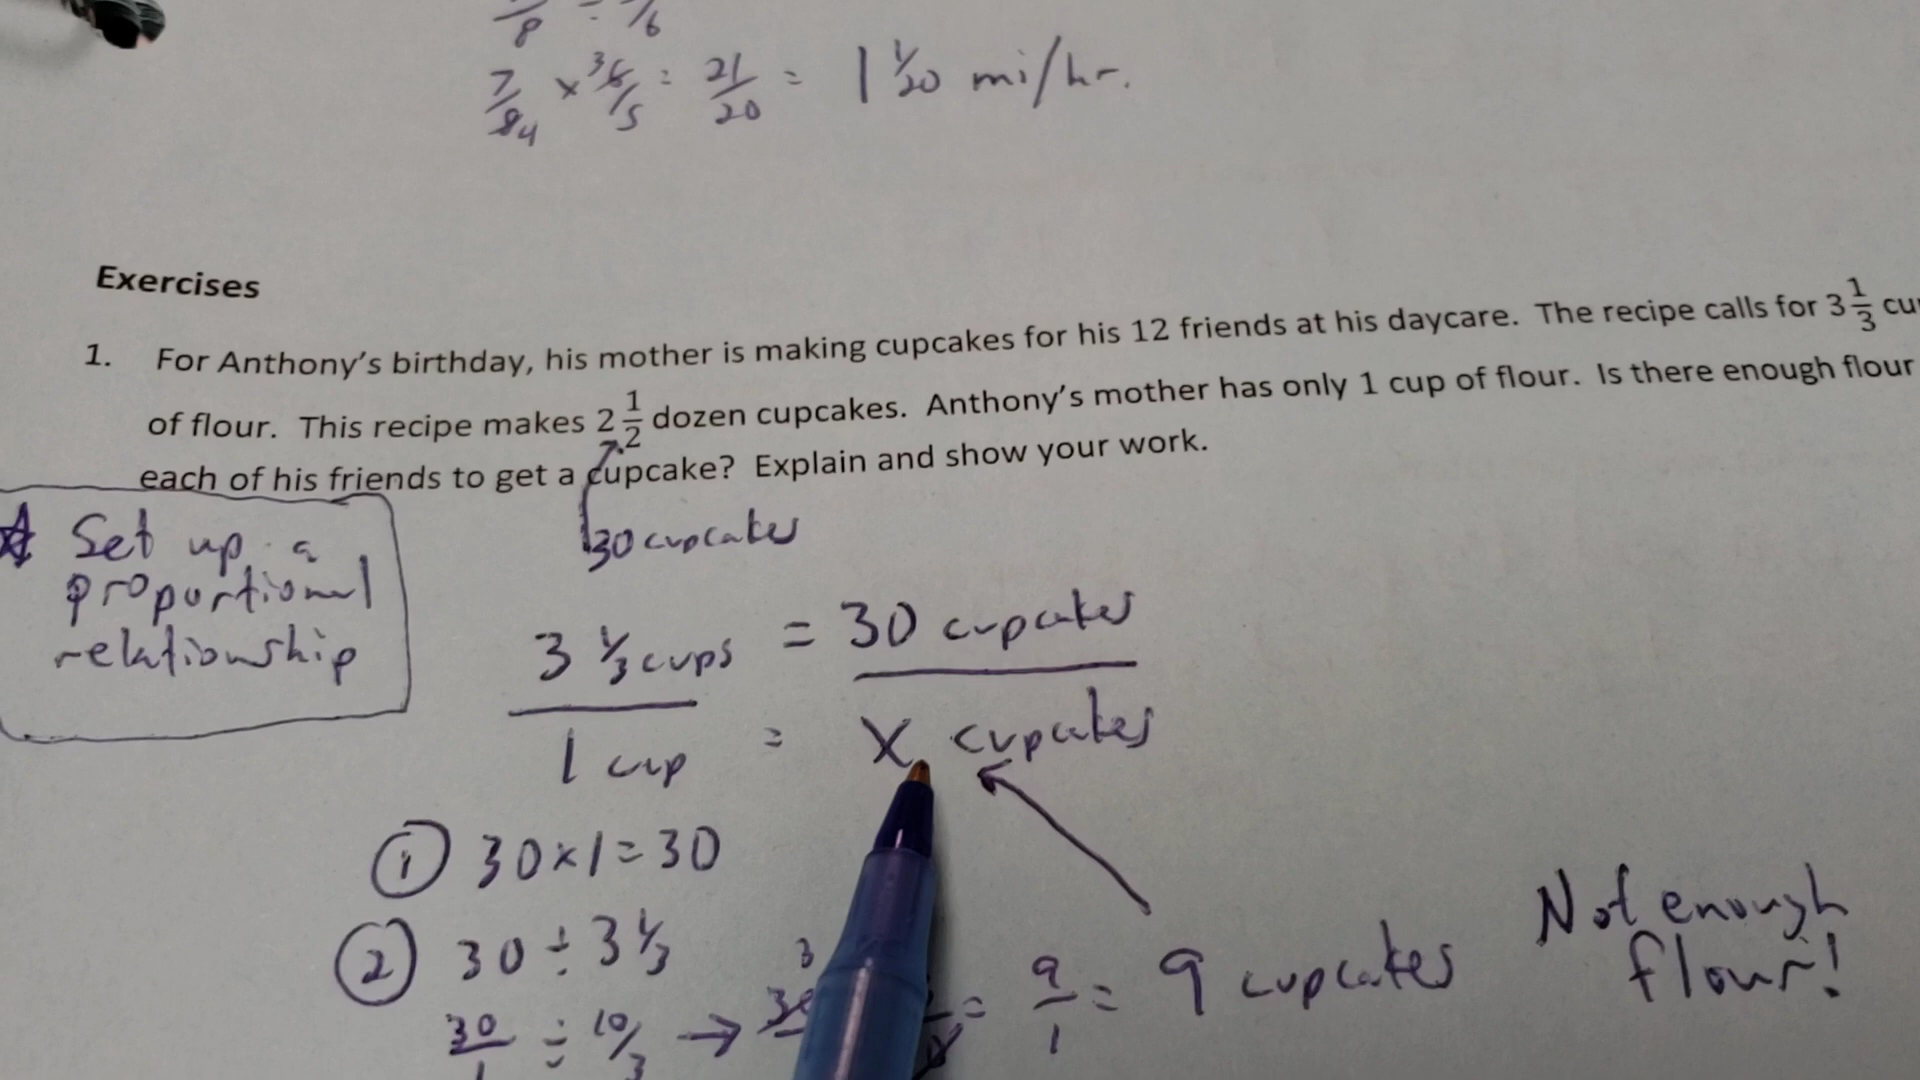 8 ÷ /6
7/84 × 36/5 = 21/20 = 1 1/20 mi/hr.
Exercises
1. For Anthony's birthday, his mother is making cupcakes for his 12 friends at his daycare. The recipe calls for 3 1/3
of flour. This recipe makes 2 1/2 dozen cupcakes. Anthony's mother has only 1 cup of flour. Is there enough flour
each of his friends to get a cupcake? Explain and show your work.
30 cupcakes
Set up a
proportional
relationship
3 1/3 cups = 30 cupcakes
1 cup = x cupcakes
① 30×1=30
② 30 ÷ 3 1/3
30/1 ÷ 10/3 → = 9/1 = 9 cupcakes
Not enough
flour!